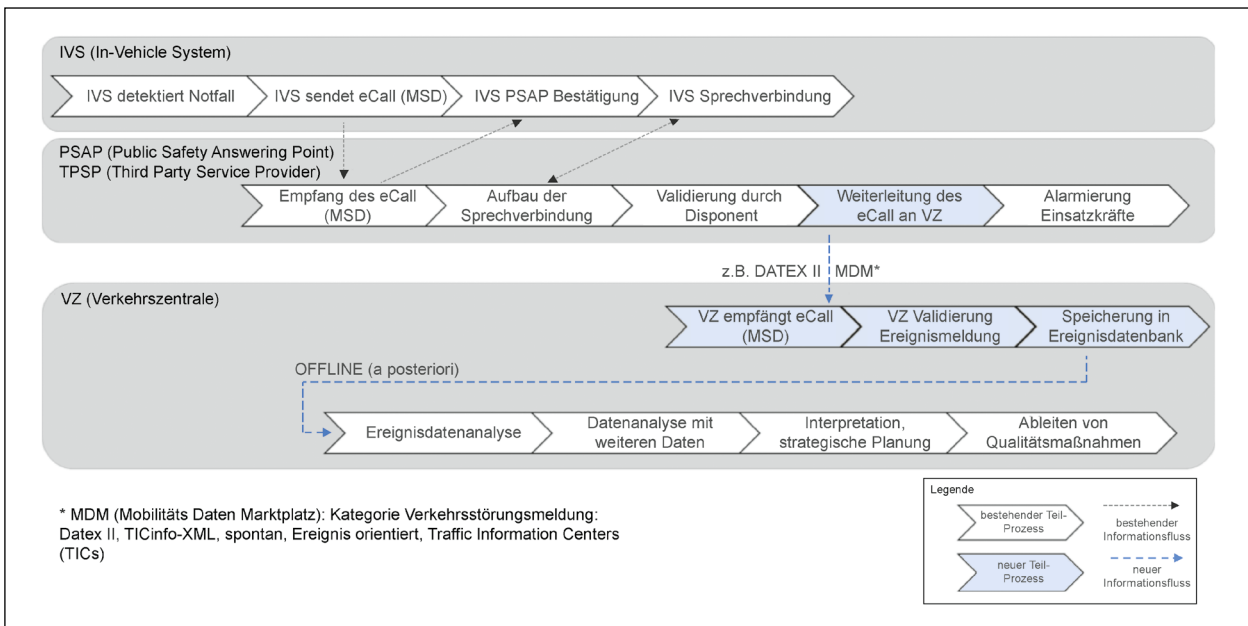 IVS (In-Vehicle System)
IVS detektiert Notfall
IVS sendet eCall (MSD)
IVS PSAP Bestätigung
IVS Sprechverbindung
PSAP (Public Safety Answering Point)
TPSP (Third Party Service Provider)
Empfang des eCall
(MSD)
Aufbau der
Sprechverbindung
Validierung durch
Disponent
Weiterleitung des
eCall an VZ
Alarmierung
Einsatzkräfte
z.B. DATEX II
MDM*
VZ (Verkehrszentrale)
VZ empfängt eCall
(MSD)
VZ Validierung
Ereignismeldung
Speicherung in
Ereignisdatenbank
OFFLINE (a posteriori)
Ereignisdatenanalyse
Datenanalyse mit
weiteren Daten
Interpretation,
strategische Planung
Ableiten von
Qualitätsmaßnahmen
* MDM (Mobilitäts Daten Marktplatz): Kategorie Verkehrsstörungsmeldung:
Datex II, TICinfo-XML, spontan, Ereignis orientiert, Traffic Information Centers
(TICs)
Legende
bestehender Teil-
Prozess
bestehender
Informationsfluss
neuer Teil-
Prozess
neuer
Informationsfluss